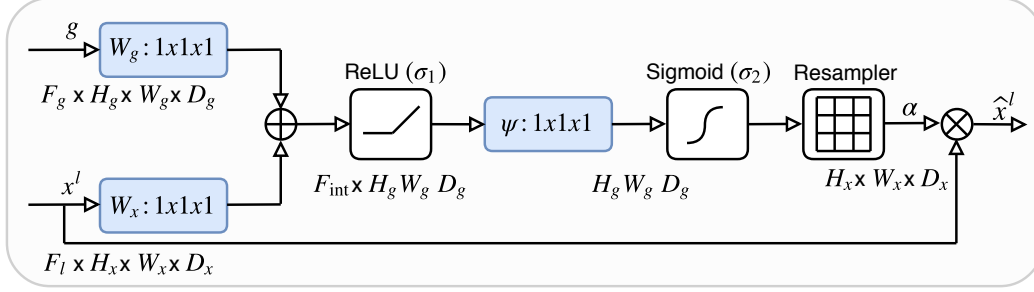 g
W_g : 1x1x1
F_g x H_g x W_g x D_g
x^l
W_x : 1x1x1
F_l x H_x x W_x x D_x
ReLU (σ_1)
F_int x H_g W_g D_g
ψ : 1x1x1
Sigmoid (σ_2)
H_g W_g D_g
Resampler
H_x x W_x x D_x
α
x̂^l